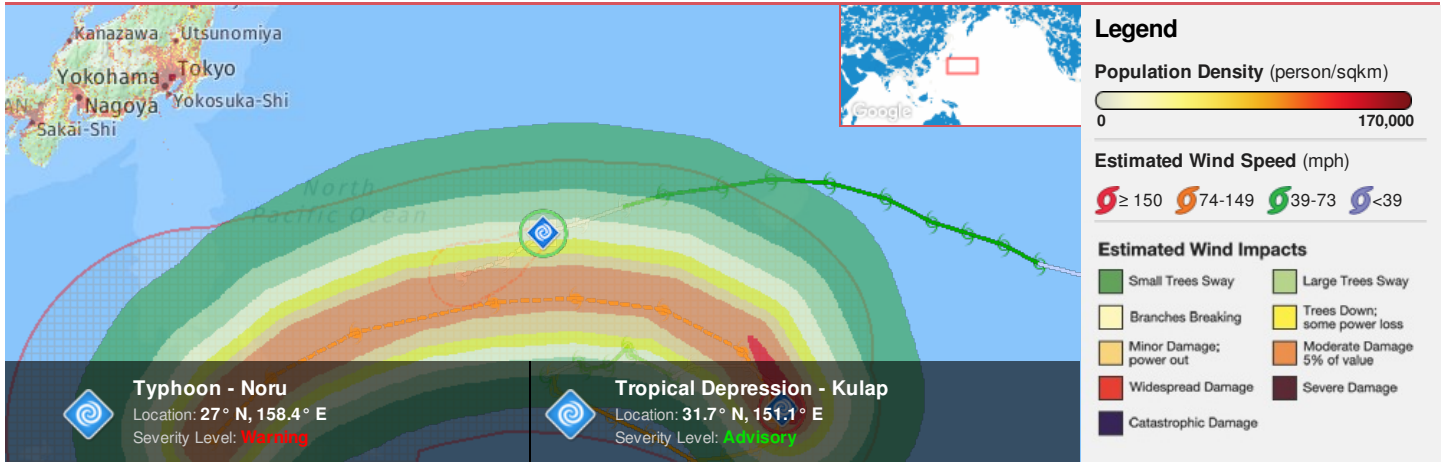 Kanazawa
Utsunomiya
Yokohama
Tokyo
Nagoya
Yokosuka-Shi
AN
Sakai-Shi
North
Pacific Ocean
Google
Typhoon - Noru
Location: 27° N, 158.4° E
Severity Level: Warning
Tropical Depression - Kulap
Location: 31.7° N, 151.1° E
Severity Level: Advisory
Legend
Population Density (person/sqkm)
0 170,000
Estimated Wind Speed (mph)
≥ 150 74-149 39-73 <39
Estimated Wind Impacts
Small Trees Sway
Large Trees Sway
Branches Breaking
Trees Down;
some power loss
Minor Damage;
power out
Moderate Damage
5% of value
Widespread Damage
Severe Damage
Catastrophic Damage